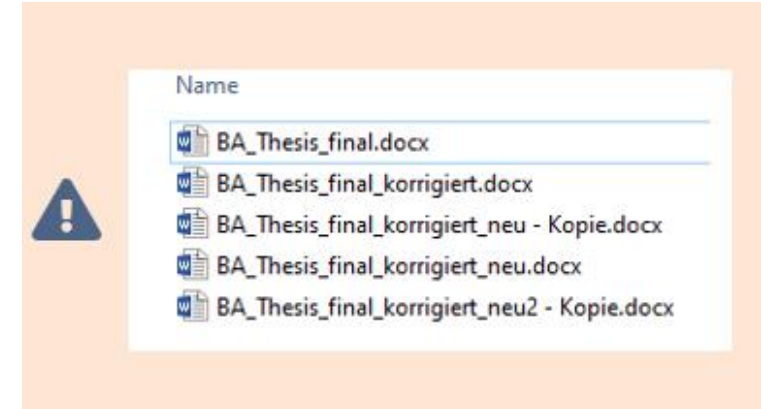 Name
BA_Thesis_final.docx
BA_Thesis_final_korrigiert.docx
BA_Thesis_final_korrigiert_neu - Kopie.docx
BA_Thesis_final_korrigiert_neu.docx
BA_Thesis_final_korrigiert_neu2 - Kopie.docx